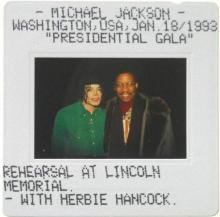 - MICHAEL JACKSON -
WASHINGTON,USA,JAN.18/1993
"PRESIDENTIAL GALA"
REHEARSAL AT LINCOLN
MEMORIAL.
- WITH HERBIE HANCOCK.